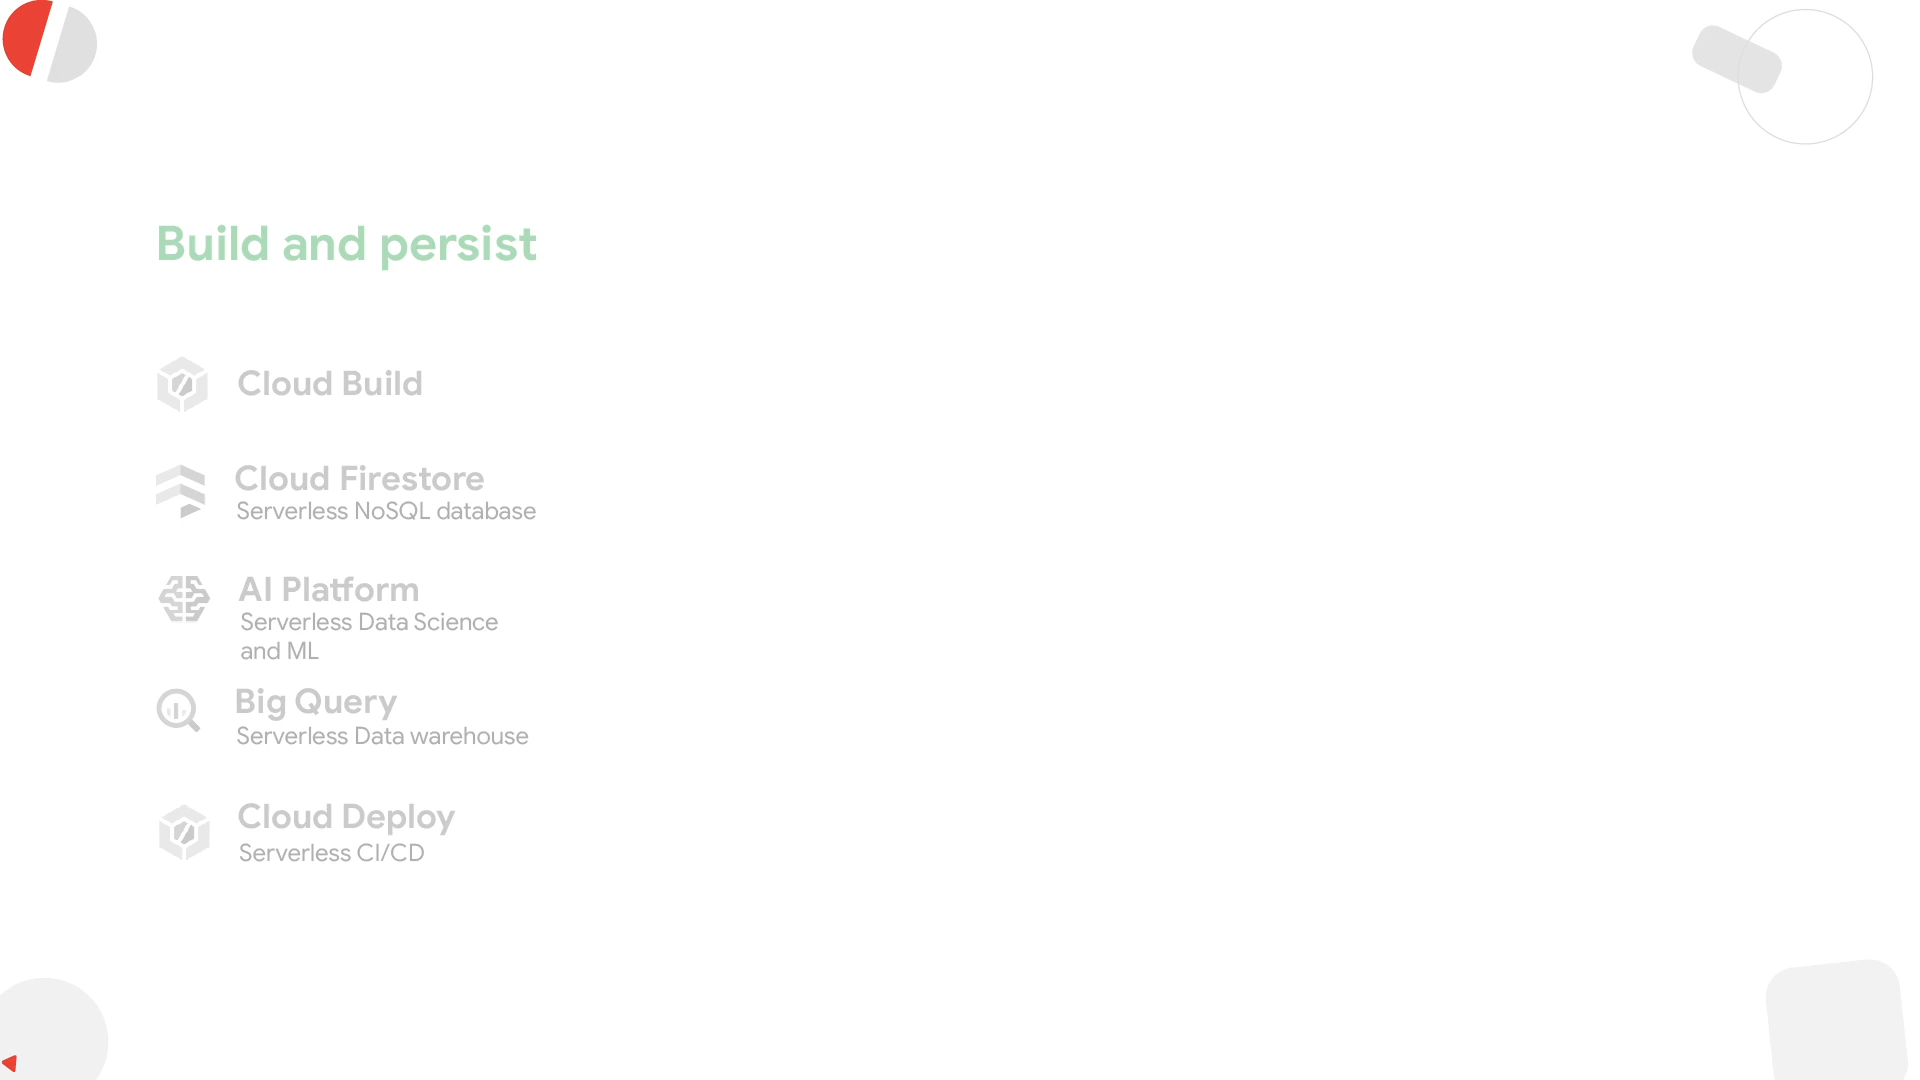 Build and persist
Cloud Build
Cloud Firestore
Serverless NoSQL database
AI Platform
Serverless Data Science
and ML
Big Query
Serverless Data warehouse
Cloud Deploy
Serverless CI/CD